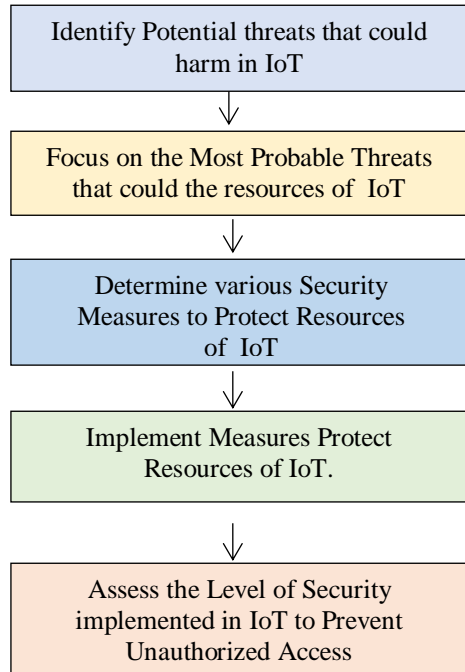 Identify Potential threats that could
harm in IoT
Focus on the Most Probable Threats
that could the resources of IoT
Determine various Security
Measures to Protect Resources
of IoT
Implement Measures Protect
Resources of IoT.
Assess the Level of Security
implemented in IoT to Prevent
Unauthorized Access